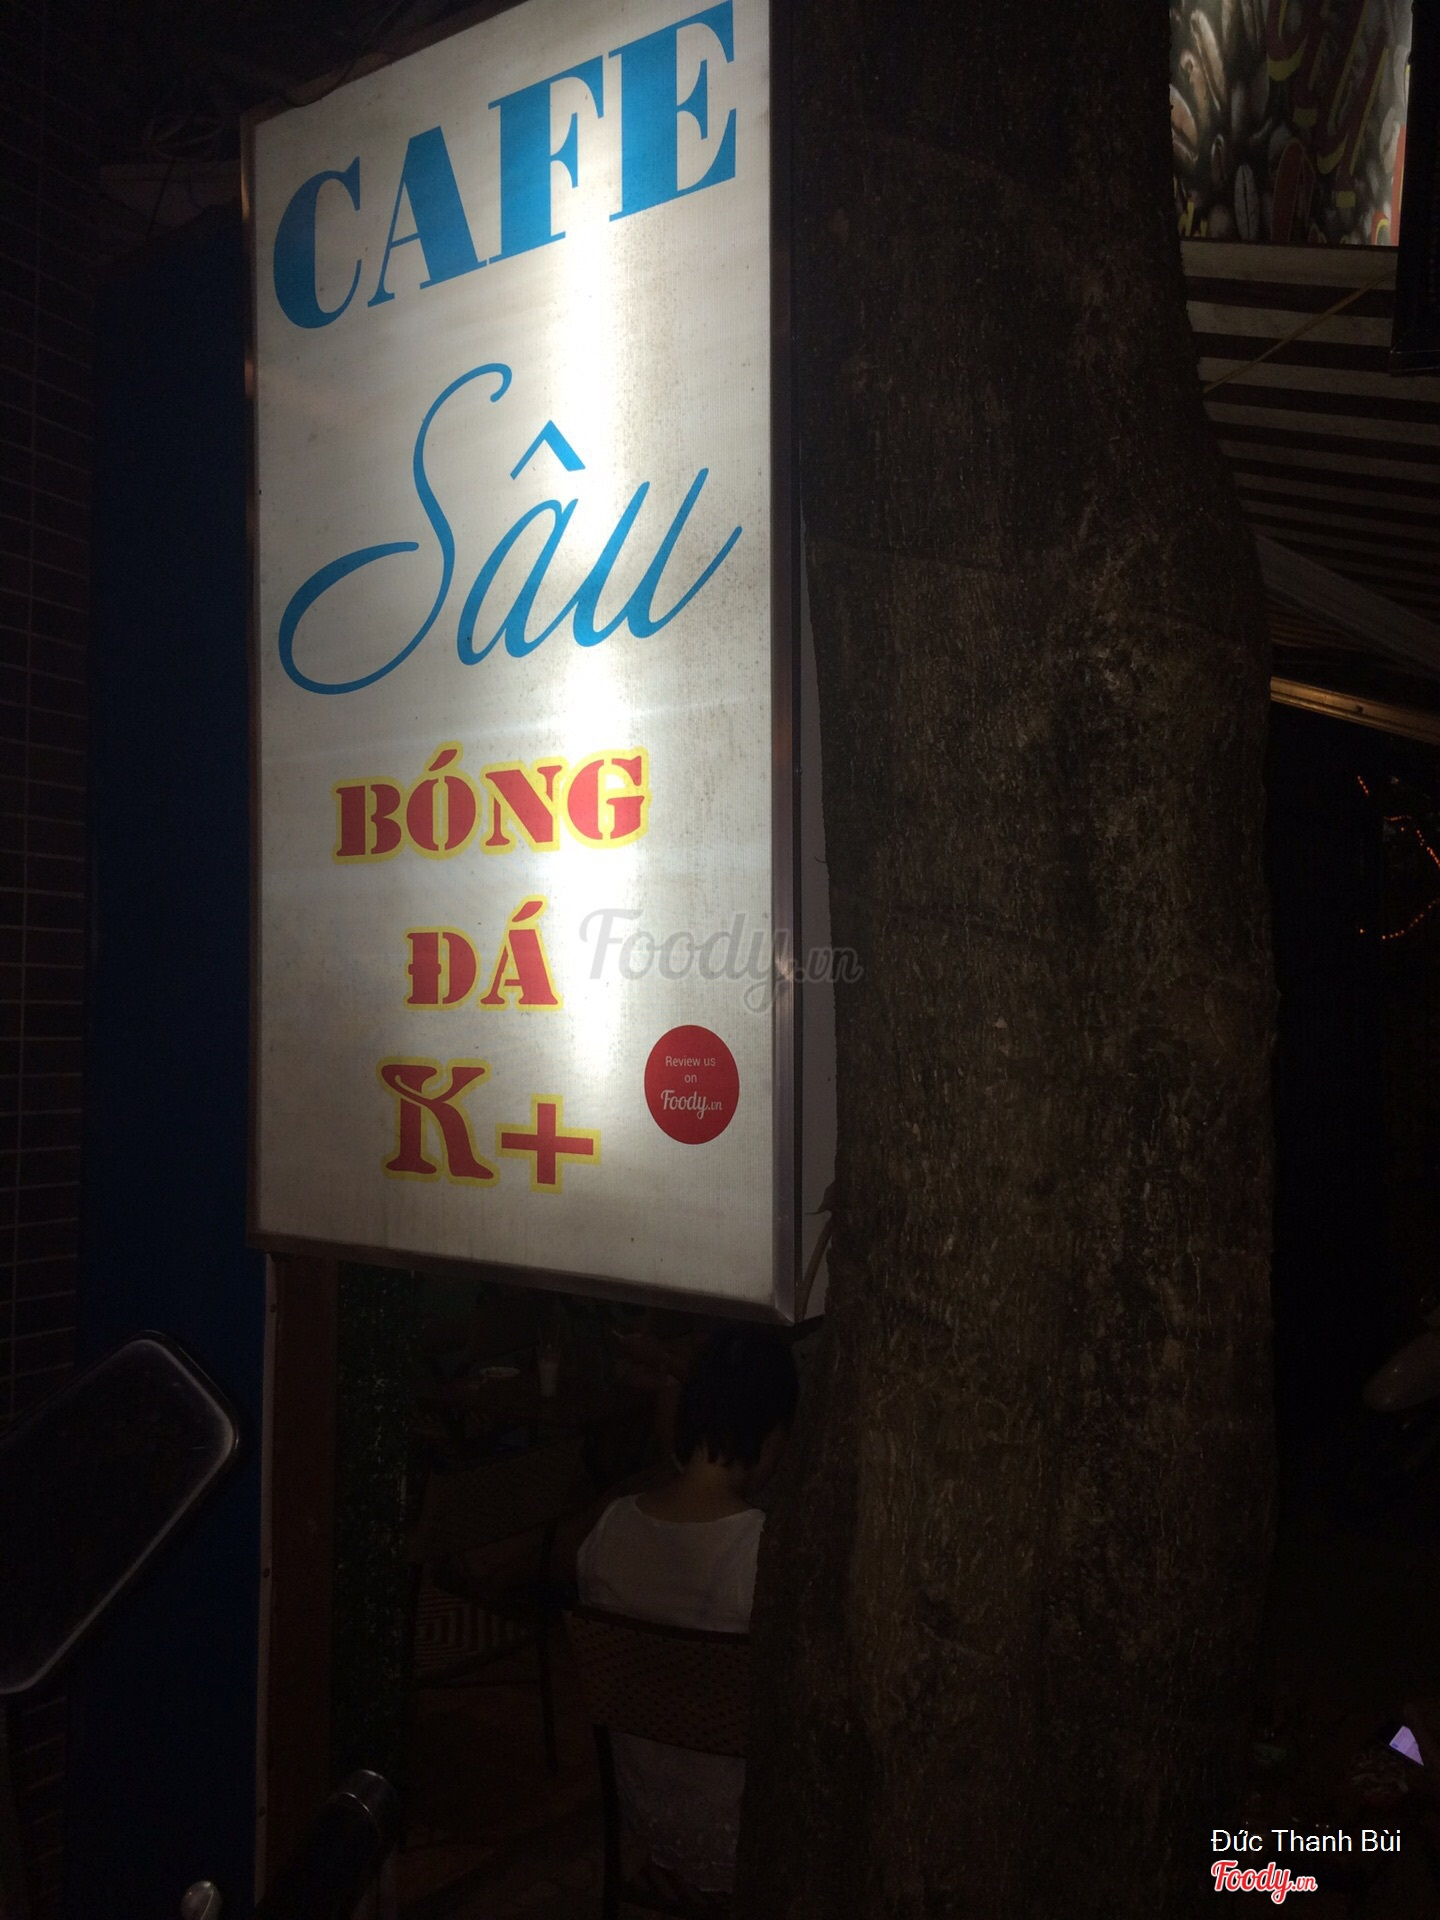 CAFE
Sâu
BÓNG
ĐÁ
K+
Review us
on
Foody.vn
Foody.vn
Đức Thanh Bùi
Foody.vn